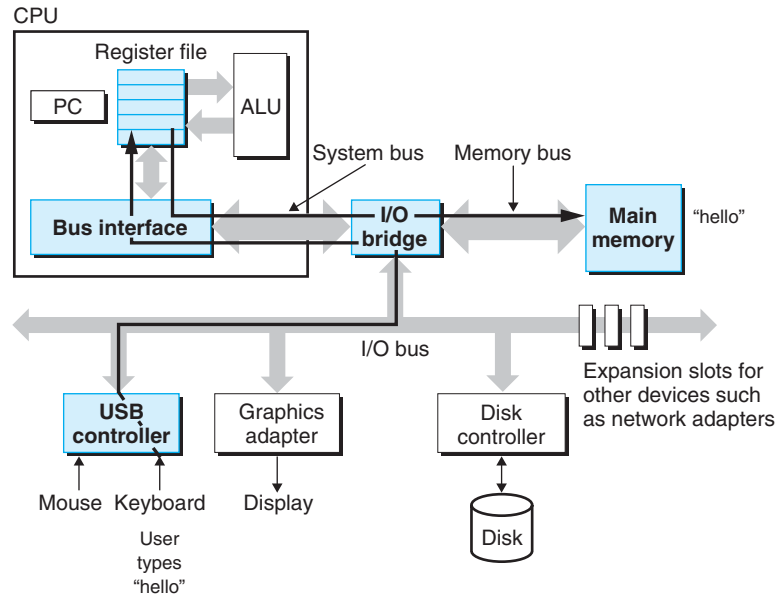 CPU
Register file
PC
ALU
System bus
Memory bus
Bus interface
I/O
bridge
Main
memory
“hello”
I/O bus
Expansion slots for
other devices such
as network adapters
USB
controller
Graphics
adapter
Disk
controller
Mouse
Keyboard
Display
Disk
User
types
“hello”